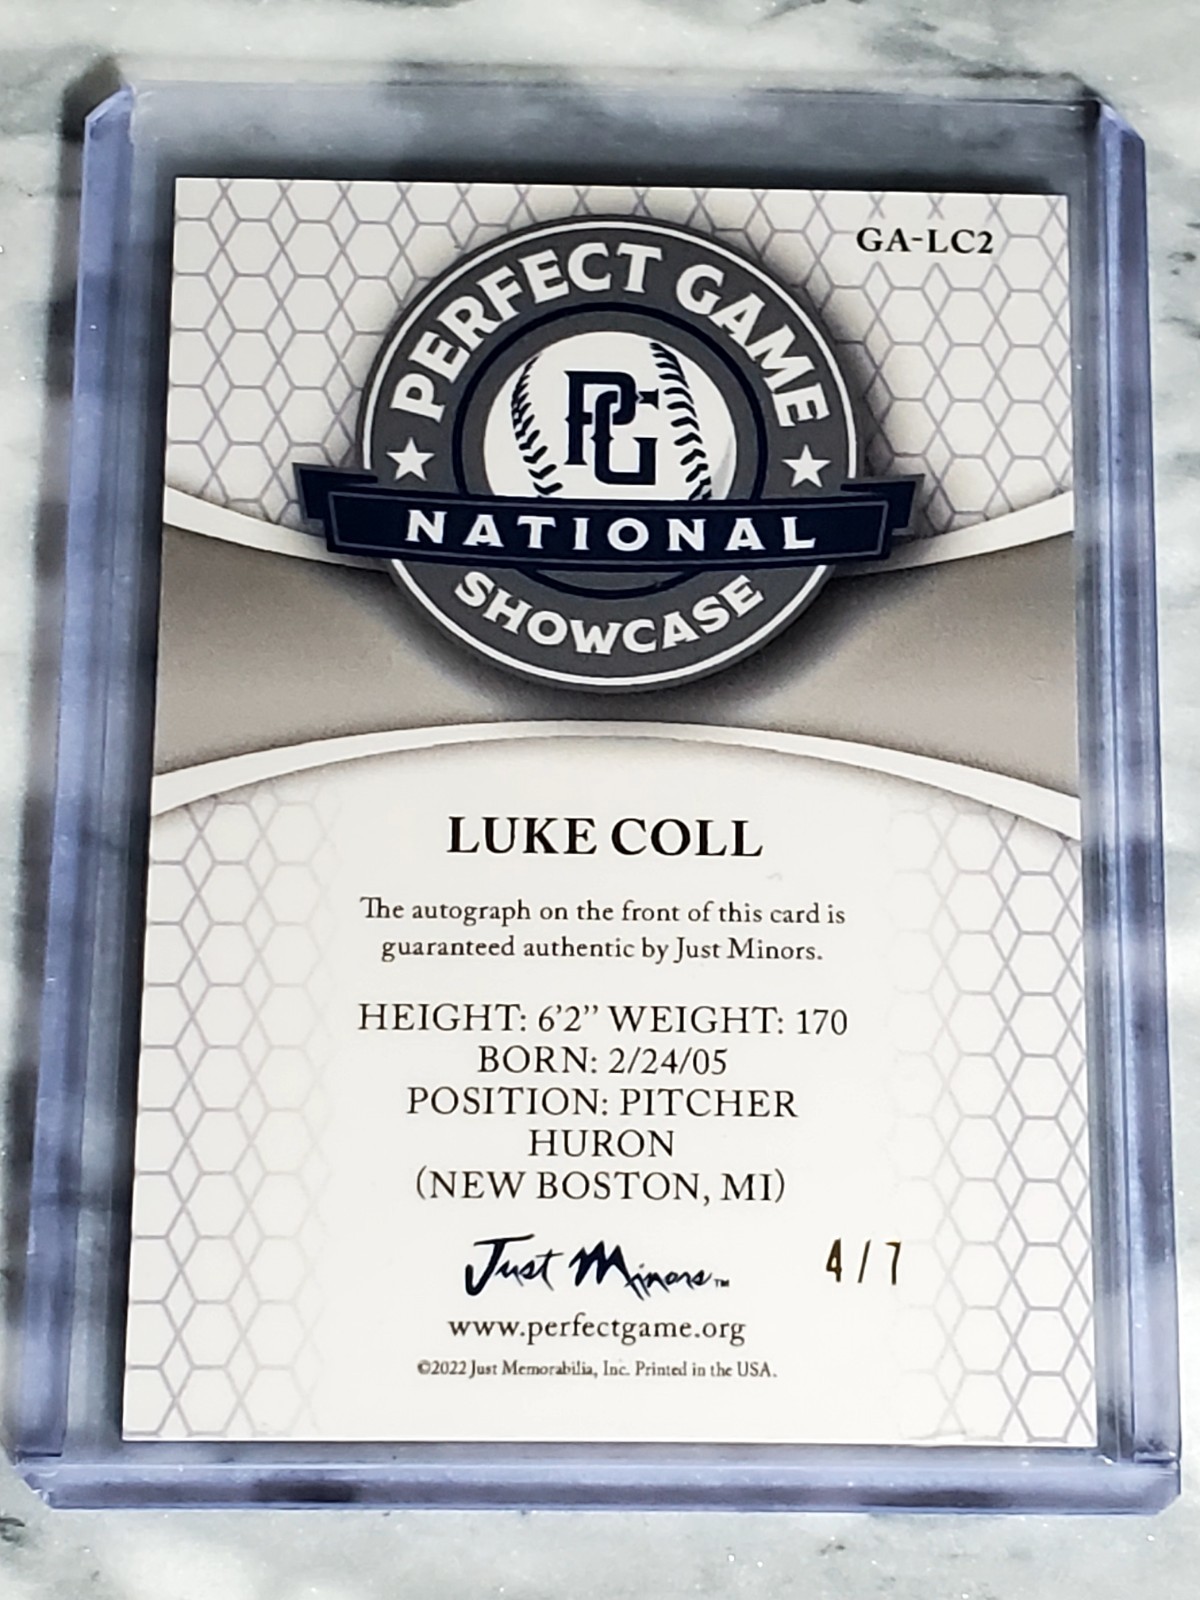 GA-LC2
PERFECT GAME
PG
NATIONAL
SHOWCASE
LUKE COLL
The autograph on the front of this card is
guaranteed authentic by Just Minors.
HEIGHT: 6'2” WEIGHT: 170
BORN: 2/24/05
POSITION: PITCHER
HURON
(NEW BOSTON, MI)
Just Minors™
4/7
www.perfectgame.org
©2022 Just Memorabilia, Inc. Printed in the USA.